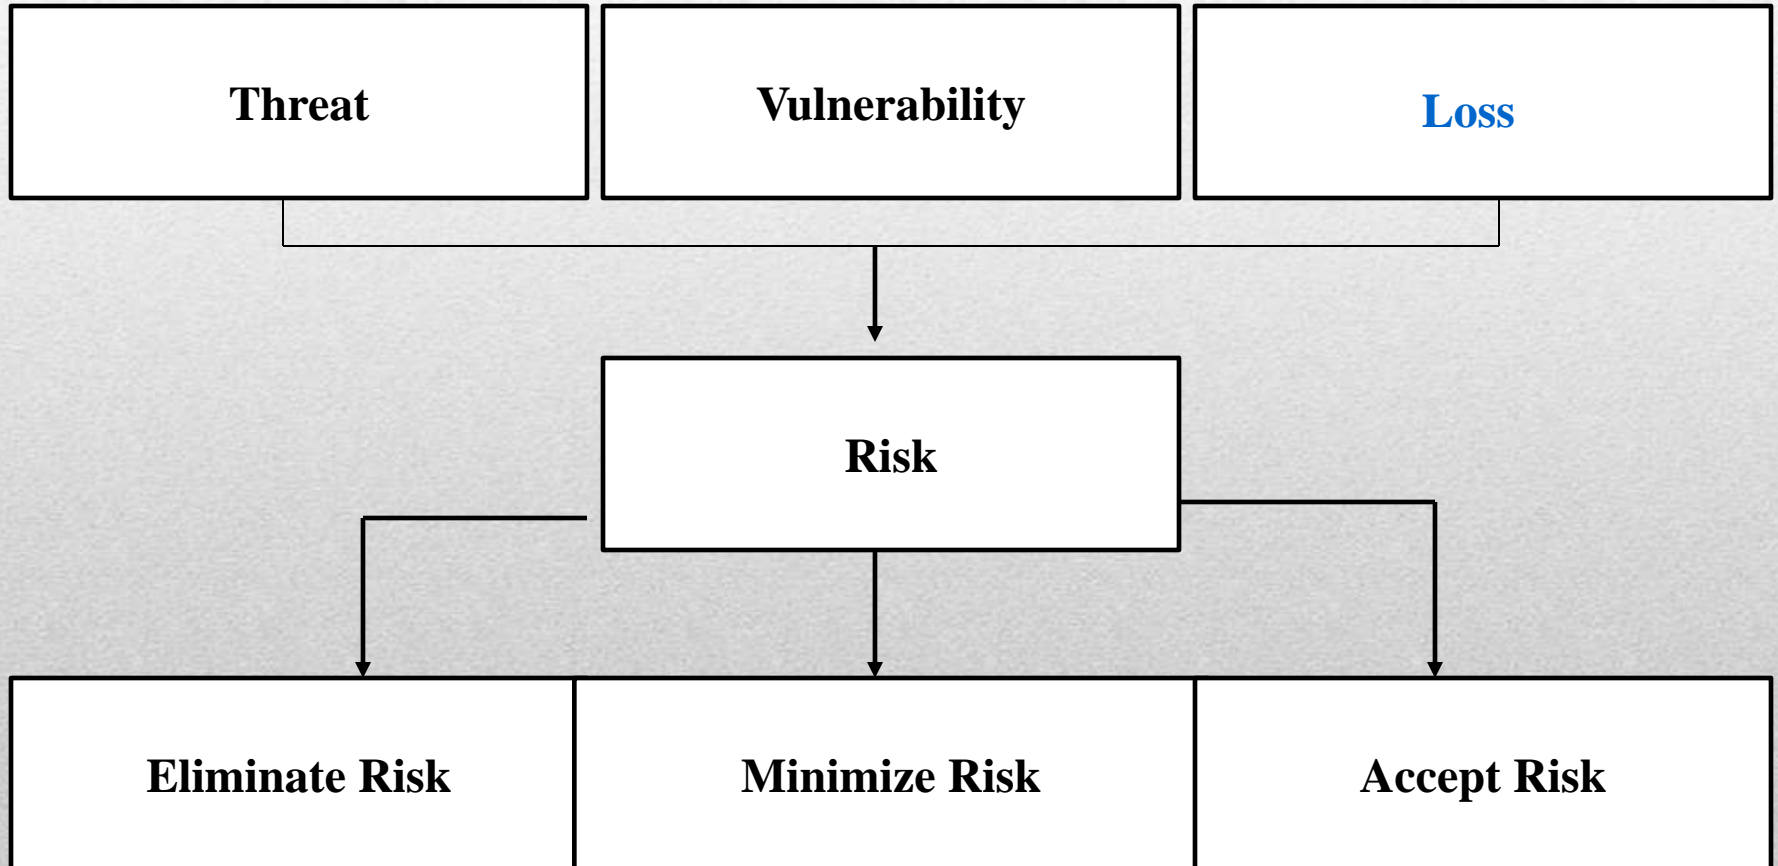 Threat
Vulnerability
Loss
Risk
Eliminate Risk
Minimize Risk
Accept Risk